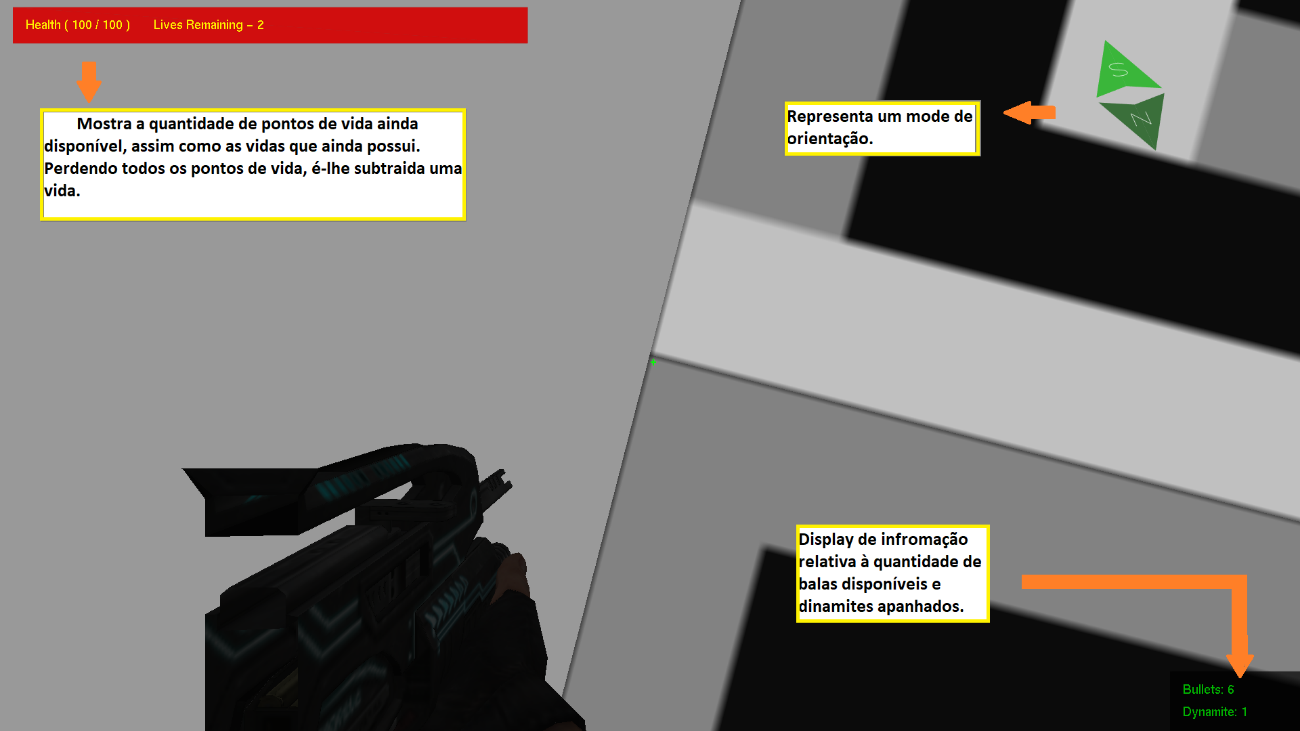 Health ( 100 / 100 ) Lives Remaining - 2
Mostra a quantidade de pontos de vida ainda
disponível, assim como as vidas que ainda possui.
Perdendo todos os pontos de vida, é-lhe subtraida uma
vida.
S
N
Representa um mode de
orientação.
Display de infromação
relativa à quantidade de
balas disponíveis e
dinamites apanhados.
Bullets: 6
Dynamite: 1